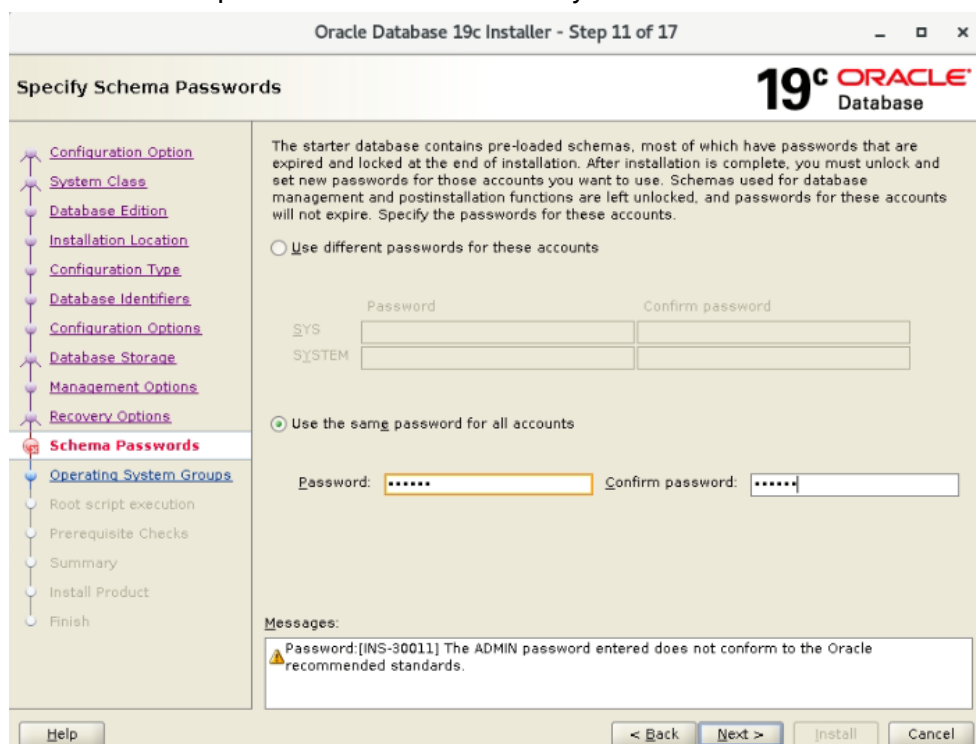 Oracle Database 19c Installer - Step 11 of 17
Specify Schema Passwords
19c ORACLE
Database
Configuration Option
System Class
Database Edition
Installation Location
Configuration Type
Database Identifiers
Configuration Options
Database Storage
Management Options
Recovery Options
Schema Passwords
Operating System Groups
Root script execution
Prerequisite Checks
Summary
Install Product
Finish
The starter database contains pre-loaded schemas, most of which have passwords that are
expired and locked at the end of installation. After installation is complete, you must unlock and
set new passwords for those accounts you want to use. Schemas used for database
management and postinstallation functions are left unlocked, and passwords for these accounts
will not expire. Specify the passwords for these accounts.
Use different passwords for these accounts
Password Confirm password
SYS
SYSTEM
Use the same password for all accounts
Password: •••••• Confirm password: ••••••
Messages:
Password:[INS-30011] The ADMIN password entered does not conform to the Oracle
recommended standards.
Help < Back Next > Install Cancel